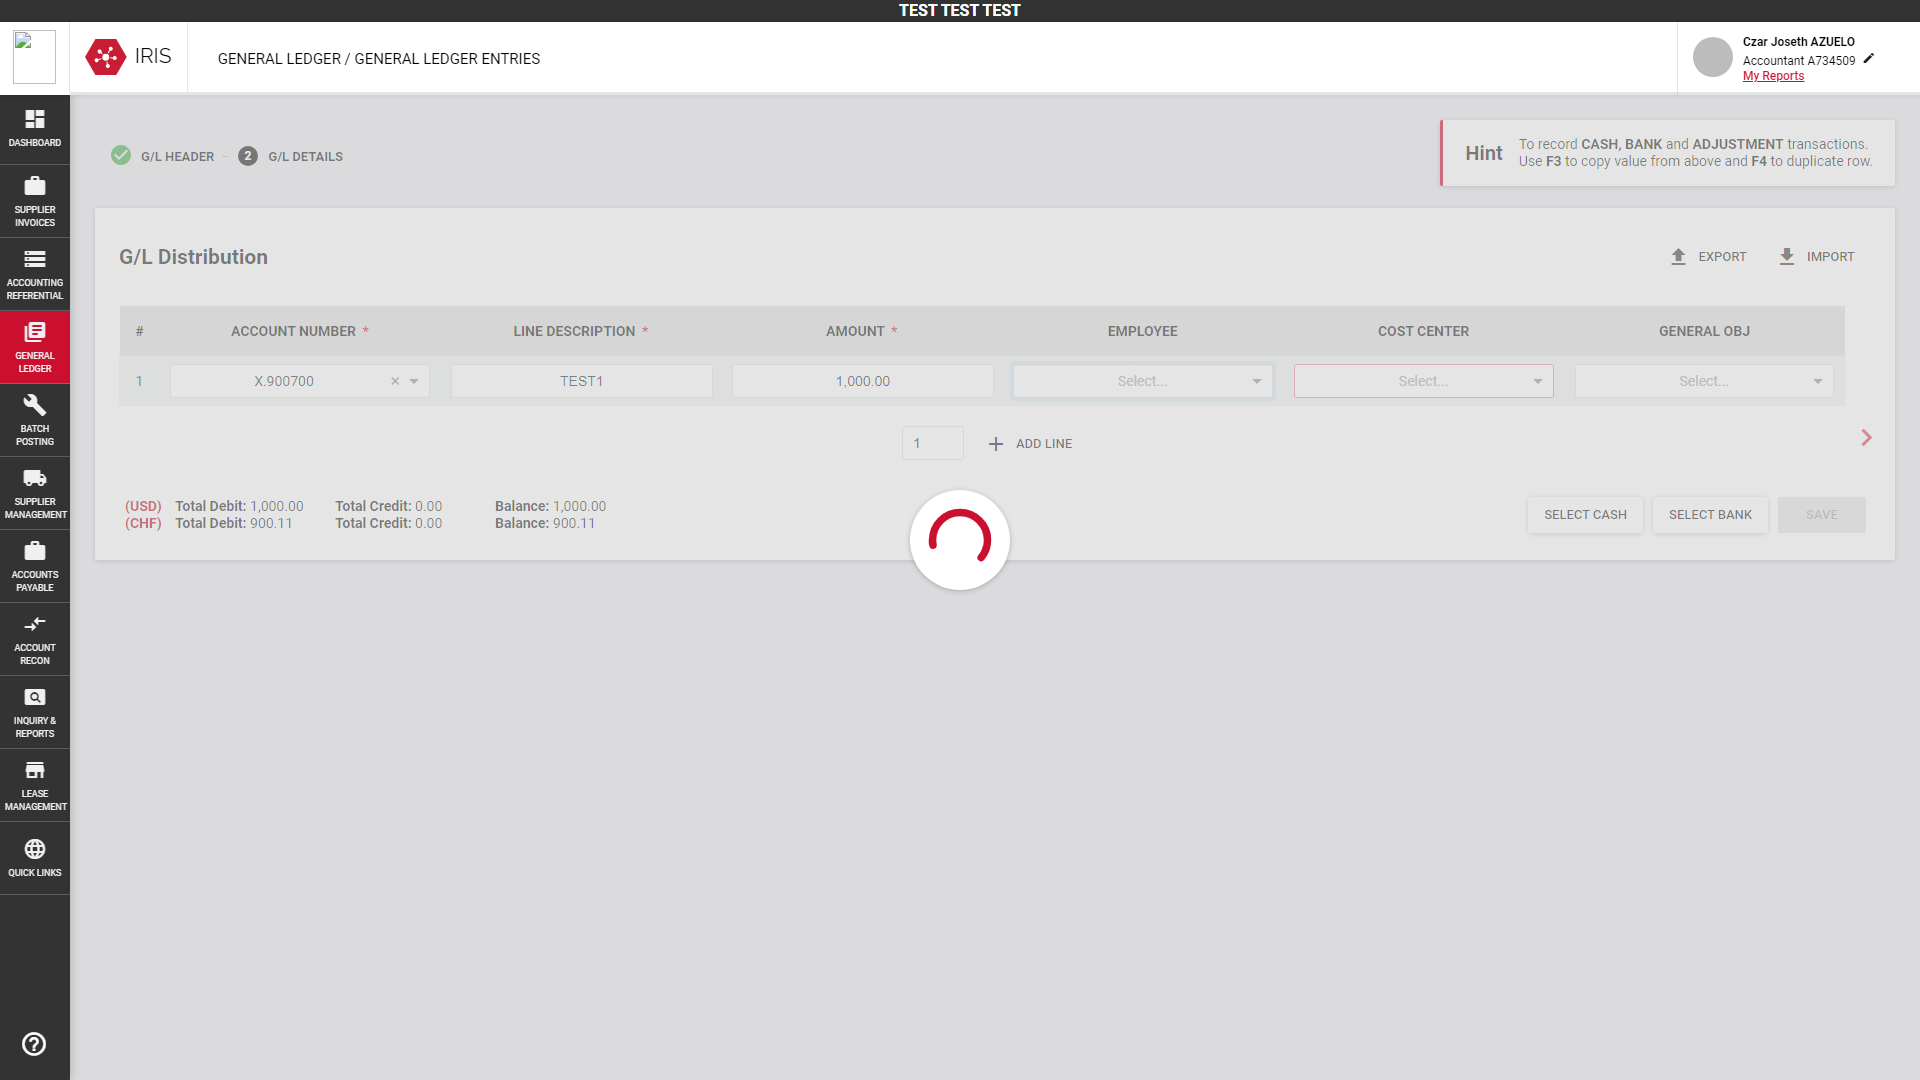 TEST TEST TEST
IRIS
GENERAL LEDGER / GENERAL LEDGER ENTRIES
Czar Joseth AZUELO
Accountant A734509
My Reports
DASHBOARD
SUPPLIER
INVOICES
ACCOUNTING
REFERENTIAL
GENERAL
LEDGER
BATCH
POSTING
SUPPLIER
MANAGEMENT
ACCOUNTS
PAYABLE
ACCOUNT
RECON
INQUIRY &
REPORTS
LEASE
MANAGEMENT
QUICK LINKS
?
G/L HEADER 2 G/L DETAILS
Hint
To record CASH, BANK and ADJUSTMENT transactions.
Use F3 to copy value from above and F4 to duplicate row.
G/L Distribution
EXPORT IMPORT
# ACCOUNT NUMBER * LINE DESCRIPTION * AMOUNT * EMPLOYEE COST CENTER GENERAL OBJ
1 X.900700 × TEST1 1,000.00 Select... Select... Select...
1 + ADD LINE
(USD) Total Debit: 1,000.00 Total Credit: 0.00 Balance: 1,000.00
(CHF) Total Debit: 900.11 Total Credit: 0.00 Balance: 900.11
SELECT CASH SELECT BANK SAVE